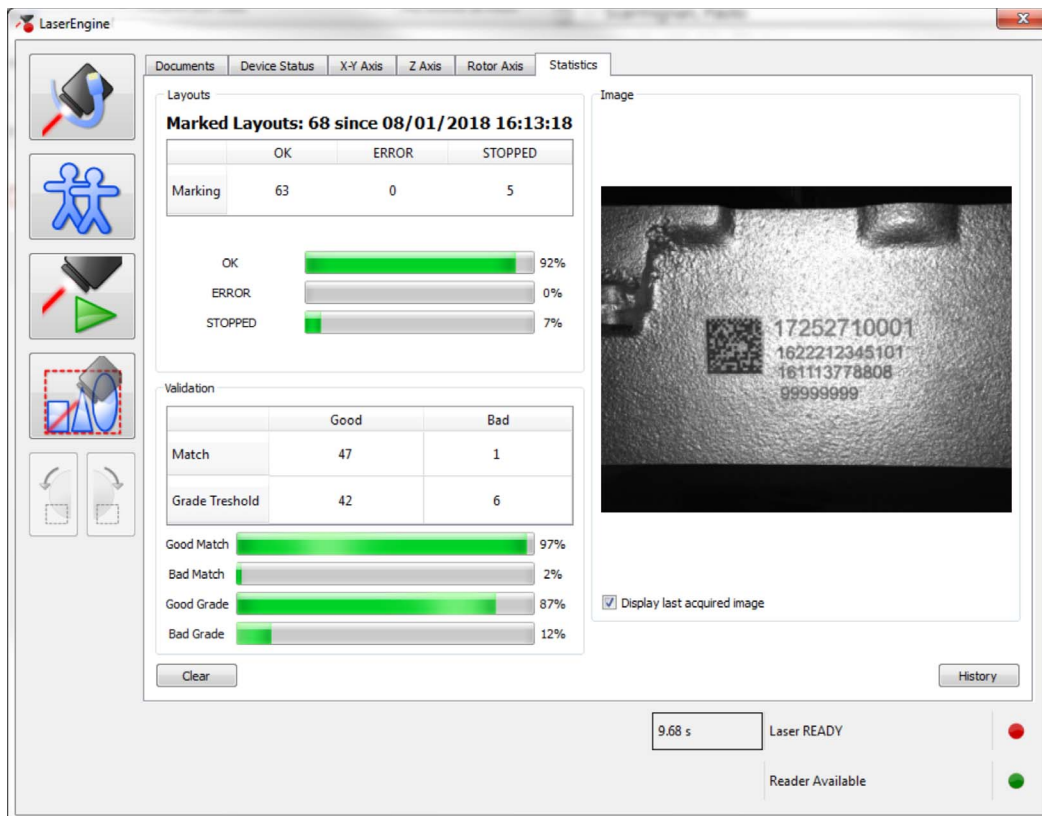 LaserEngine
Documents Device Status X-Y Axis Z Axis Rotor Axis Statistics
Layouts
Marked Layouts: 68 since 08/01/2018 16:13:18
OK ERROR STOPPED
Marking 63 0 5
OK 92%
ERROR 0%
STOPPED 7%
Validation
Good Bad
Match 47 1
Grade Treshold 42 6
Good Match 97%
Bad Match 2%
Good Grade 87%
Bad Grade 12%
Clear
Image
17252710001
1622212345101
161113778808
99999999
Display last acquired image
History
9.68 s Laser READY
Reader Available